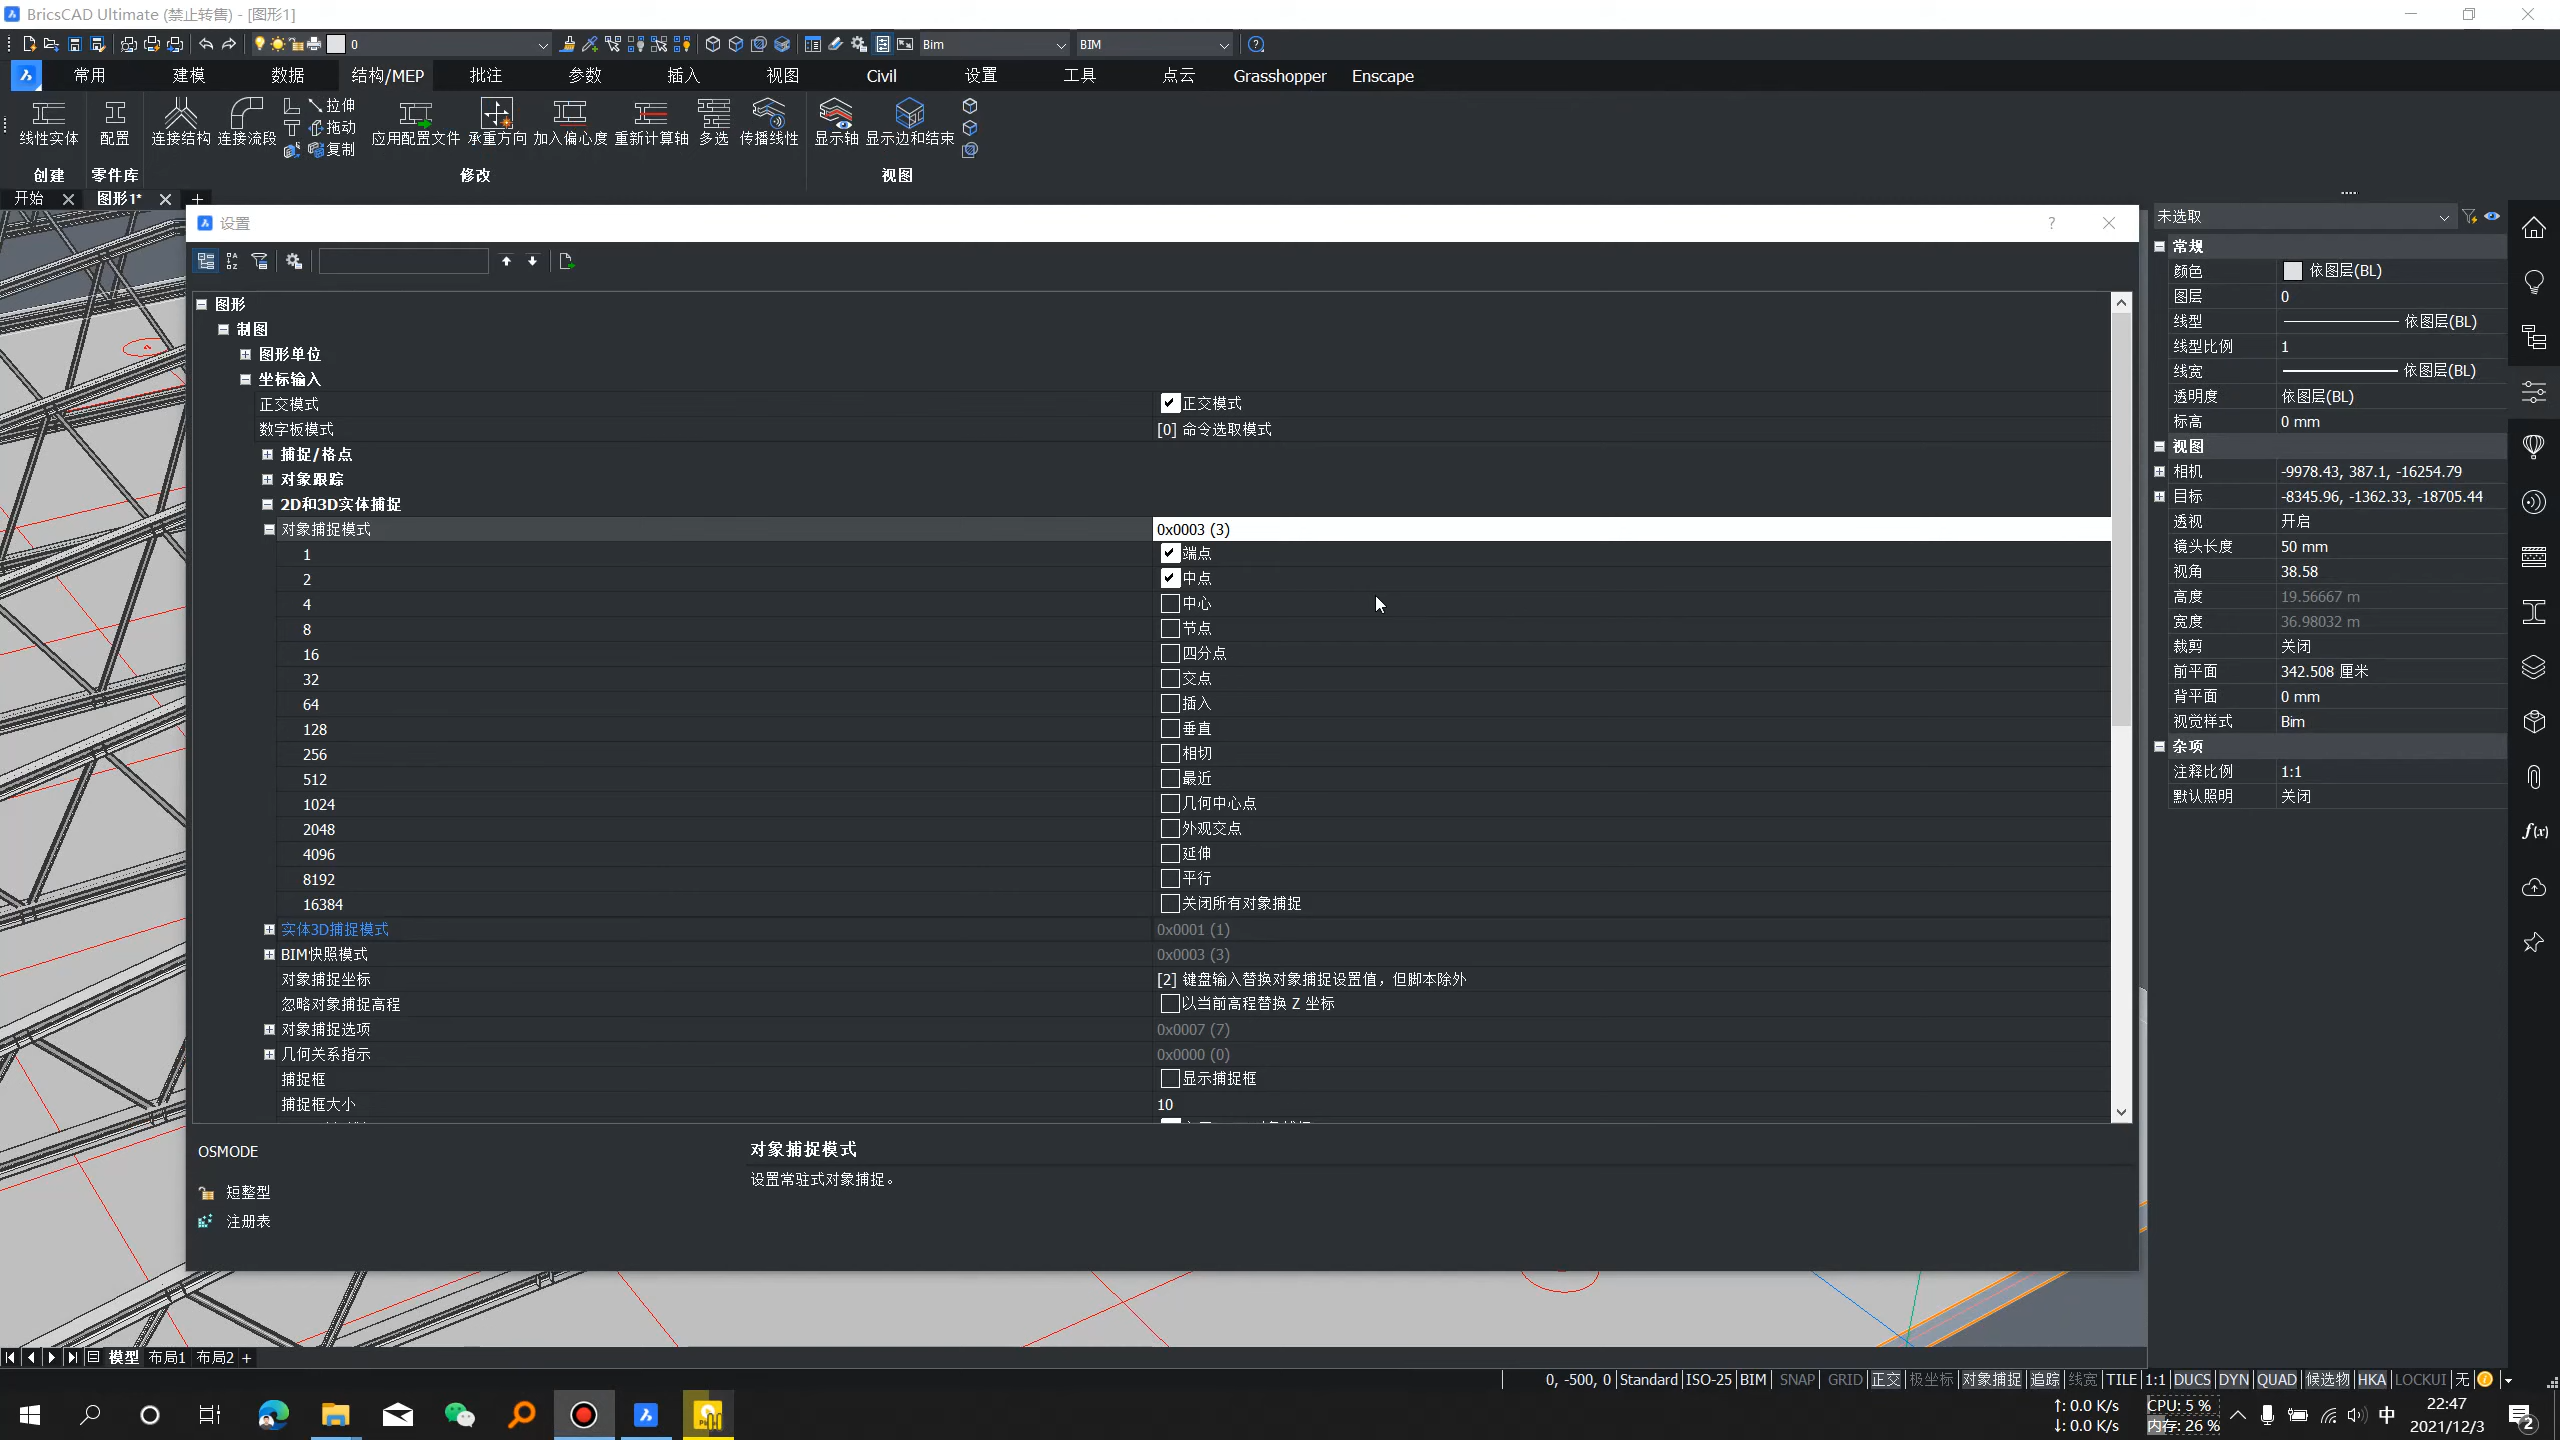 BricsCAD Ultimate (禁止转售) - [图形1]
0
Bim
BIM
常用 建模 数据 结构/MEP 批注 参数 插入 视图 Civil 设置 工具 点云 Grasshopper Enscape
线性实体 配置 连接结构 连接流段 拉伸 拖动 复制 应用配置文件 承重方向 加入偏心度 重新计算轴 多选 传播线性 显示轴 显示边和结束
创建 零件库 修改 视图
开始 图形1*
设置
图形
制图
图形单位
坐标输入
正交模式 正交模式
数字板模式 [0] 命令选取模式
捕捉/格点
对象跟踪
2D和3D实体捕捉
对象捕捉模式 0x0003 (3)
1 端点
2 中点
4 中心
8 节点
16 四分点
32 交点
64 插入
128 垂直
256 相切
512 最近
1024 几何中心点
2048 外观交点
4096 延伸
8192 平行
16384 关闭所有对象捕捉
实体3D捕捉模式 0x0001 (1)
BIM快照模式 0x0003 (3)
对象捕捉坐标 [2] 键盘输入替换对象捕捉设置值，但脚本除外
忽略对象捕捉高程 以当前高程替换 Z 坐标
对象捕捉选项 0x0007 (7)
几何关系指示 0x0000 (0)
捕捉框 显示捕捉框
捕捉框大小 10
OSMODE
短整型
注册表
对象捕捉模式
设置常驻式对象捕捉。
未选取
常规
颜色 依图层(BL)
图层 0
线型 依图层(BL)
线型比例 1
线宽 依图层(BL)
透明度 依图层(BL)
标高 0 mm
视图
相机 -9978.43, 387.1, -16254.79
目标 -8345.96, -1362.33, -18705.44
透视 开启
镜头长度 50 mm
视角 38.58
高度 19.56667 m
宽度 36.98032 m
裁剪 关闭
前平面 342.508 厘米
背平面 0 mm
视觉样式 Bim
杂项
注释比例 1:1
默认照明 关闭
f(x)
模型 布局1 布局2 +
0, -500, 0 Standard ISO-25 BIM SNAP GRID 正交 极坐标 对象捕捉 追踪 线宽 TILE 1:1 DUCS DYN QUAD 候选物 HKA LOCKUI 无
↑: 0.0 K/s
↓: 0.0 K/s
CPU: 5 %
内存: 26 %
中
22:47
2021/12/3
2